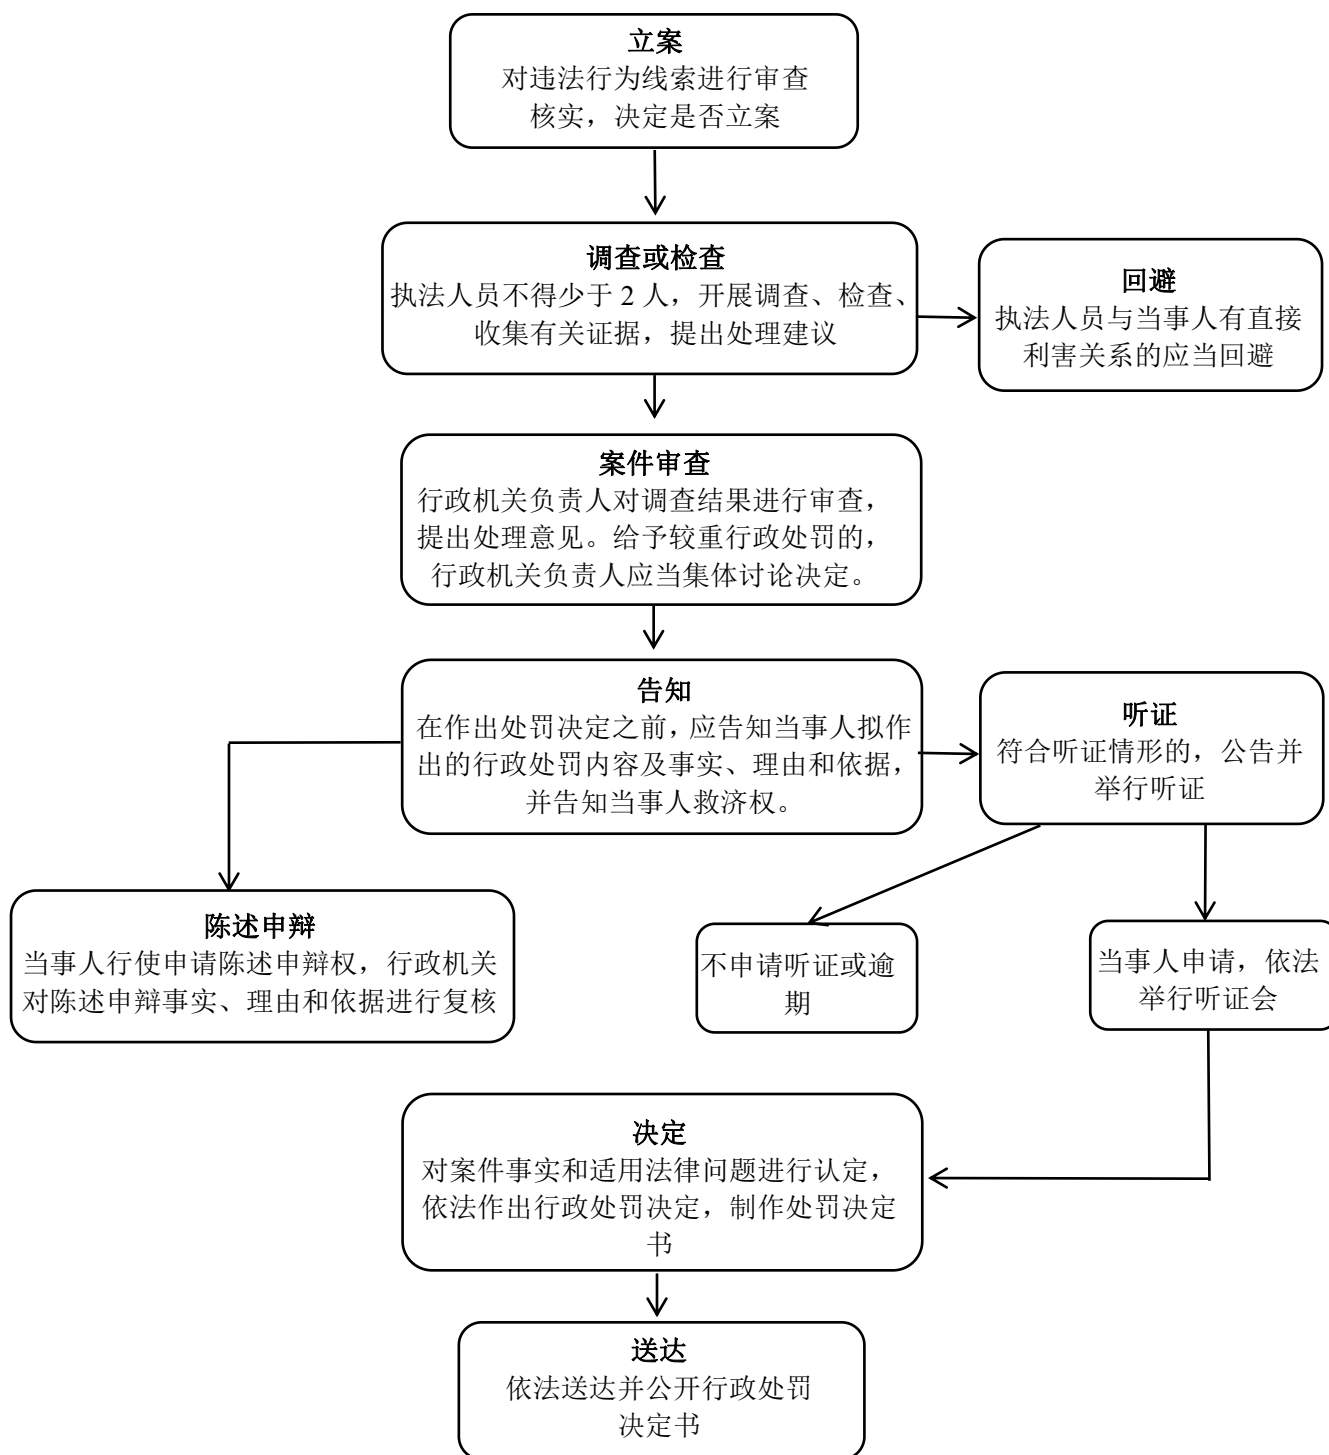 立案
对违法行为线索进行审查
核实，决定是否立案
调查或检查
执法人员不得少于 2 人，开展调查、检查、
收集有关证据，提出处理建议
回避
执法人员与当事人有直接
利害关系的应当回避
案件审查
行政机关负责人对调查结果进行审查，
提出处理意见。给予较重行政处罚的，
行政机关负责人应当集体讨论决定。
告知
在作出处罚决定之前，应告知当事人拟作
出的行政处罚内容及事实、理由和依据，
并告知当事人救济权。
听证
符合听证情形的，公告并
举行听证
陈述申辩
当事人行使申请陈述申辩权，行政机关
对陈述申辩事实、理由和依据进行复核
不申请听证或逾
期
当事人申请，依法
举行听证会
决定
对案件事实和适用法律问题进行认定，
依法作出行政处罚决定，制作处罚决定
书
送达
依法送达并公开行政处罚
决定书